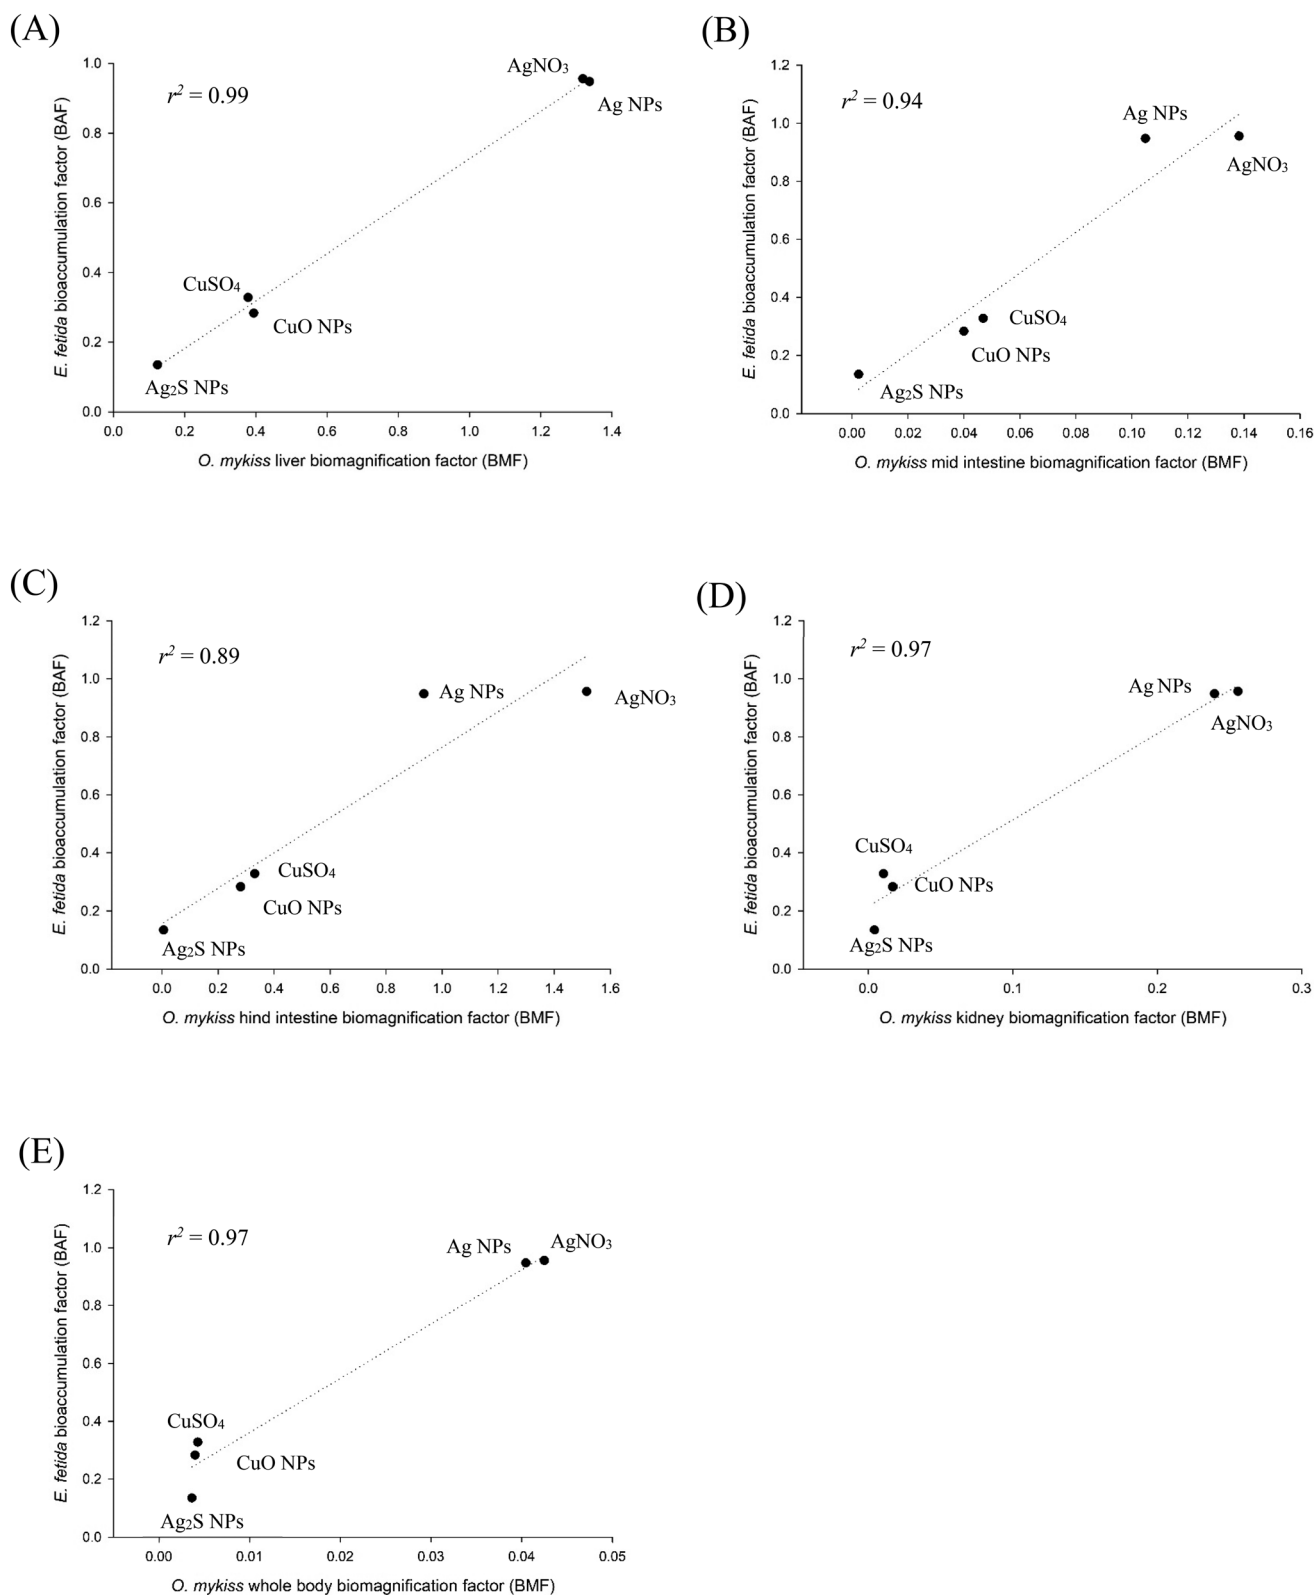 (A)
r² = 0.99
AgNO₃
Ag NPs
CuSO₄
CuO NPs
Ag₂S NPs
E. fetida bioaccumulation factor (BAF)
1.0
0.8
0.6
0.4
0.2
0.0
0.0 0.2 0.4 0.6 0.8 1.0 1.2 1.4
O. mykiss liver biomagnification factor (BMF)
(B)
r² = 0.94
Ag NPs
AgNO₃
CuSO₄
CuO NPs
Ag₂S NPs
E. fetida bioaccumulation factor (BAF)
1.2
1.0
0.8
0.6
0.4
0.2
0.0
0.00 0.02 0.04 0.06 0.08 0.10 0.12 0.14 0.16
O. mykiss mid intestine biomagnification factor (BMF)
(C)
r² = 0.89
Ag NPs
AgNO₃
CuSO₄
CuO NPs
Ag₂S NPs
E. fetida bioaccumulation factor (BAF)
1.2
1.0
0.8
0.6
0.4
0.2
0.0
0.0 0.2 0.4 0.6 0.8 1.0 1.2 1.4 1.6
O. mykiss hind intestine biomagnification factor (BMF)
(D)
r² = 0.97
Ag NPs
AgNO₃
CuSO₄
CuO NPs
Ag₂S NPs
E. fetida bioaccumulation factor (BAF)
1.2
1.0
0.8
0.6
0.4
0.2
0.0
0.0 0.1 0.2 0.3
O. mykiss kidney biomagnification factor (BMF)
(E)
r² = 0.97
Ag NPs
AgNO₃
CuSO₄
CuO NPs
Ag₂S NPs
E. fetida bioaccumulation factor (BAF)
1.2
1.0
0.8
0.6
0.4
0.2
0.0
0.00 0.01 0.02 0.03 0.04 0.05
O. mykiss whole body biomagnification factor (BMF)